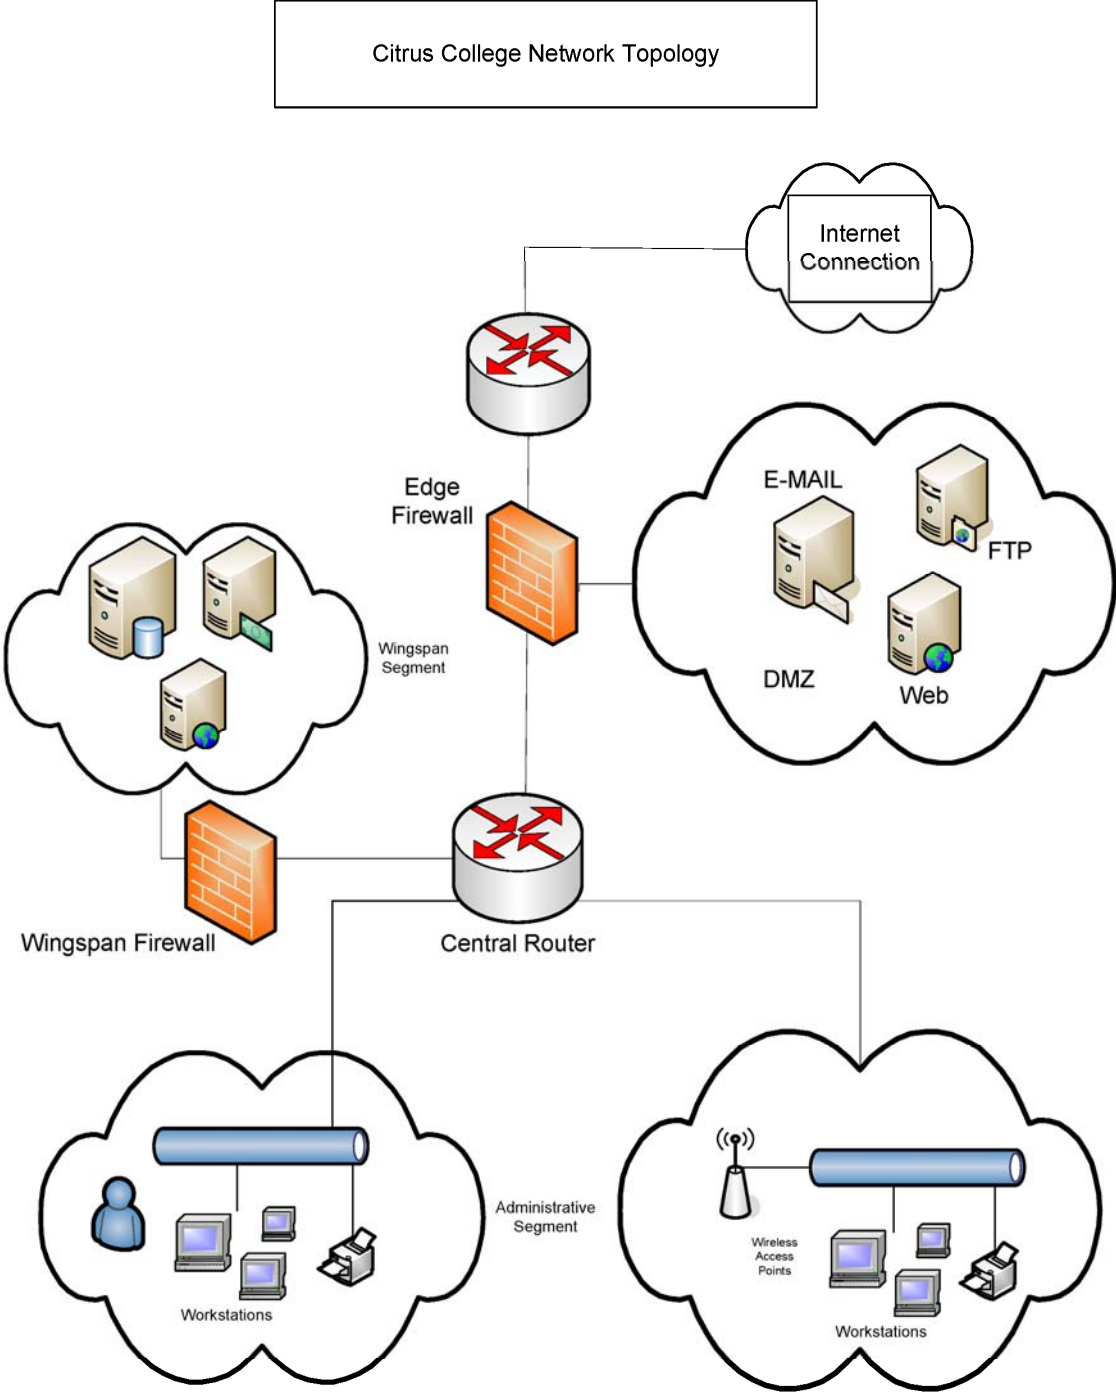 Citrus College Network Topology
Internet
Connection
Edge
Firewall
E-MAIL
FTP
DMZ
Web
Wingspan
Segment
Wingspan Firewall
Central Router
Administrative
Segment
Workstations
Wireless
Access
Points
Workstations